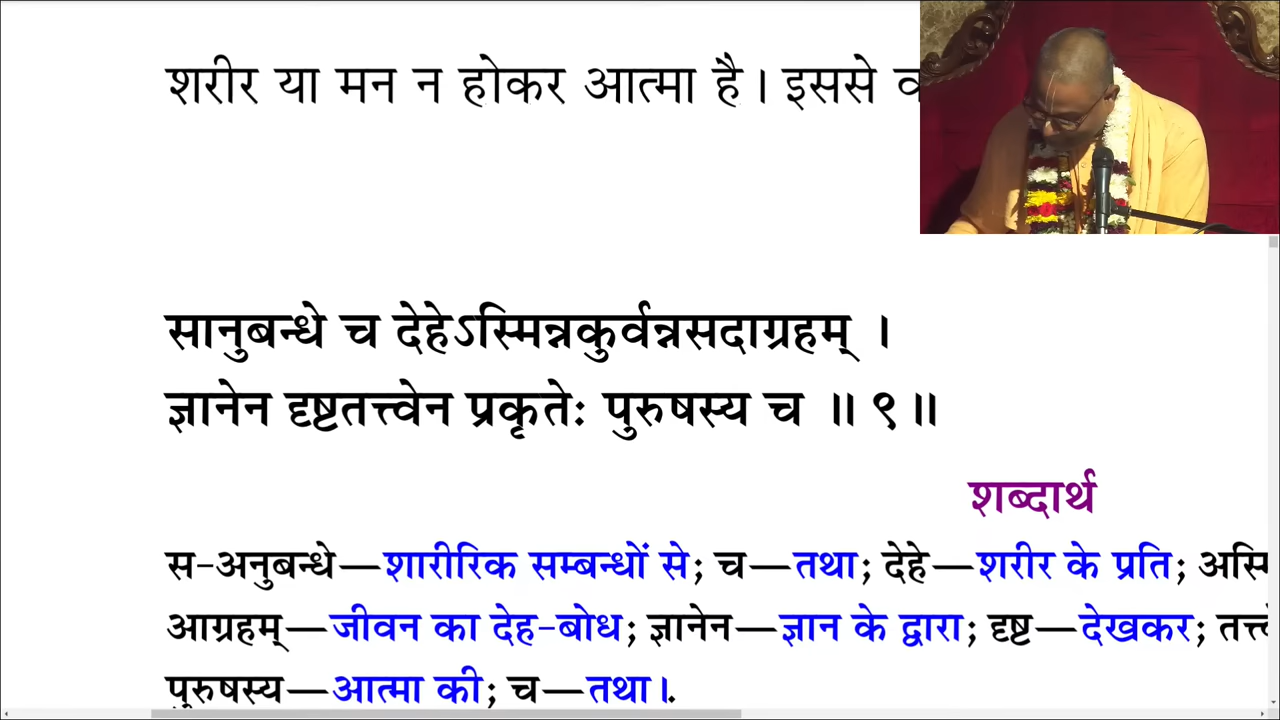 शरीर या मन न होकर आत्मा है। इससे
सानुबन्धे च देहेऽस्मिन्नकुर्वन्नसदाग्रहम् ।
ज्ञानेन दृष्टतत्त्वेन प्रकृतेः पुरुषस्य च ॥ ९॥
शब्दार्थ
स-अनुबन्धे—शारीरिक सम्बन्धों से; च—तथा; देहे—शरीर के प्रति;
आग्रहम्—जीवन का देह-बोध; ज्ञानेन—ज्ञान के द्वारा; दृष्ट—देखकर;
पुरुषस्य—आत्मा की; च—तथा।.